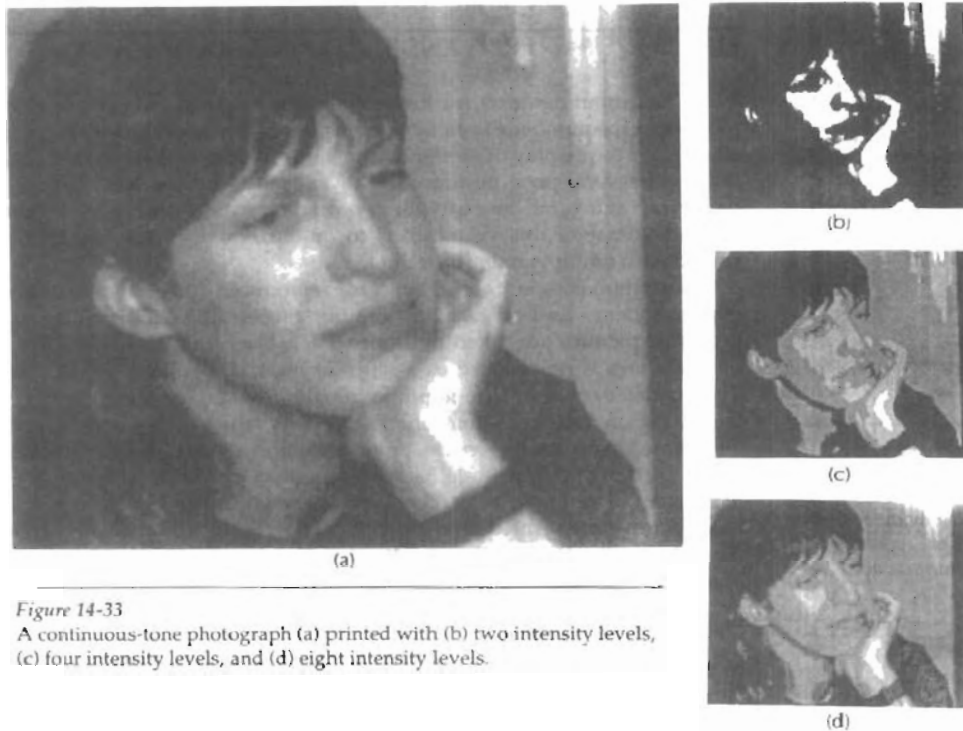 (a)
(b)
(c)
(d)
Figure 14-33
A continuous-tone photograph (a) printed with (b) two intensity levels,
(c) four intensity levels, and (d) eight intensity levels.